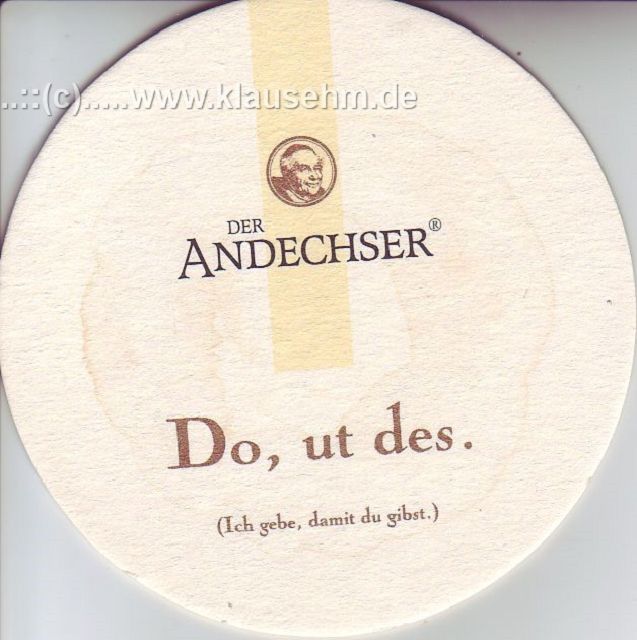 ..::(c).....www.klausehm.de
DER
ANDECHSER®
Do, ut des.
(Ich gebe, damit du gibst.)